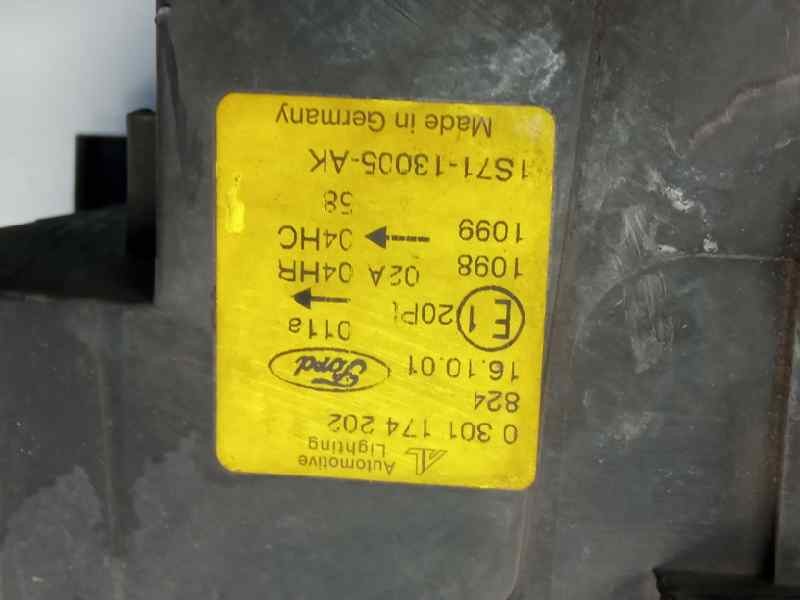 AL Automotive Lighting
0 301 174 202
824
16.10.01 Ford
E1 20Pl 011a
1098 02A 04HR
1099 04HC
58
1S71-13005-AK
Made in Germany